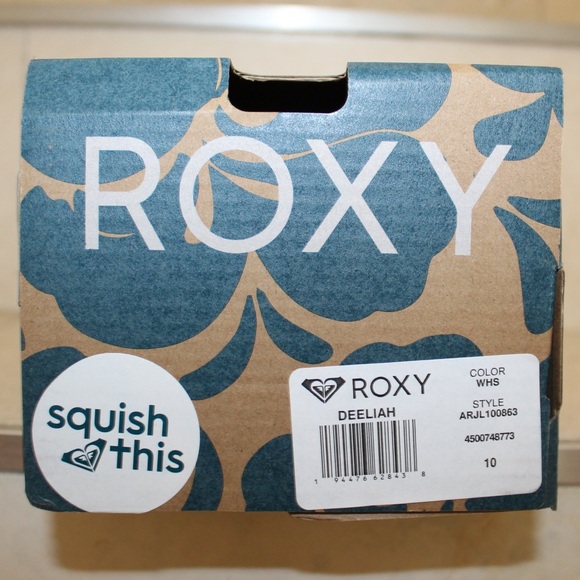 ROXY
squish
this
ROXY
DEELIAH
1 94476 62843 8
COLOR
WHS
STYLE
ARJL100863
4500748773
10